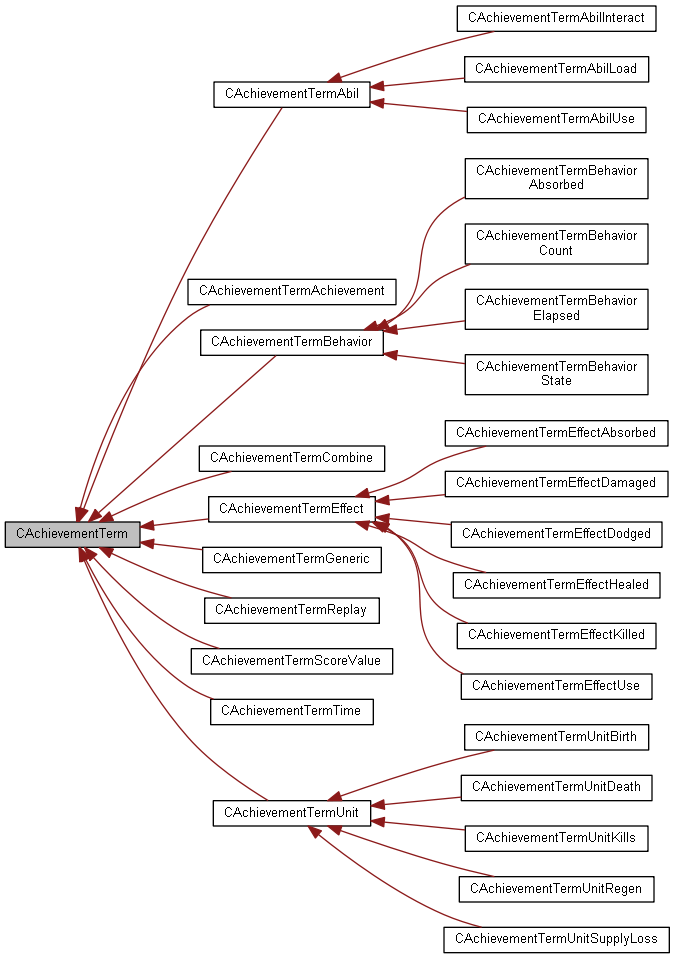 CAchievementTermAbilInteract
CAchievementTermAbilLoad
CAchievementTermAbil
CAchievementTermAbilUse
CAchievementTermBehavior
Absorbed
CAchievementTermBehavior
Count
CAchievementTermAchievement
CAchievementTermBehavior
Elapsed
CAchievementTermBehavior
CAchievementTermBehavior
State
CAchievementTermEffectAbsorbed
CAchievementTermCombine
CAchievementTermEffectDamaged
CAchievementTermEffect
CAchievementTerm
CAchievementTermEffectDodged
CAchievementTermGeneric
CAchievementTermEffectHealed
CAchievementTermReplay
CAchievementTermEffectKilled
CAchievementTermScoreValue
CAchievementTermEffectUse
CAchievementTermTime
CAchievementTermUnitBirth
CAchievementTermUnitDeath
CAchievementTermUnit
CAchievementTermUnitKills
CAchievementTermUnitRegen
CAchievementTermUnitSupplyLoss